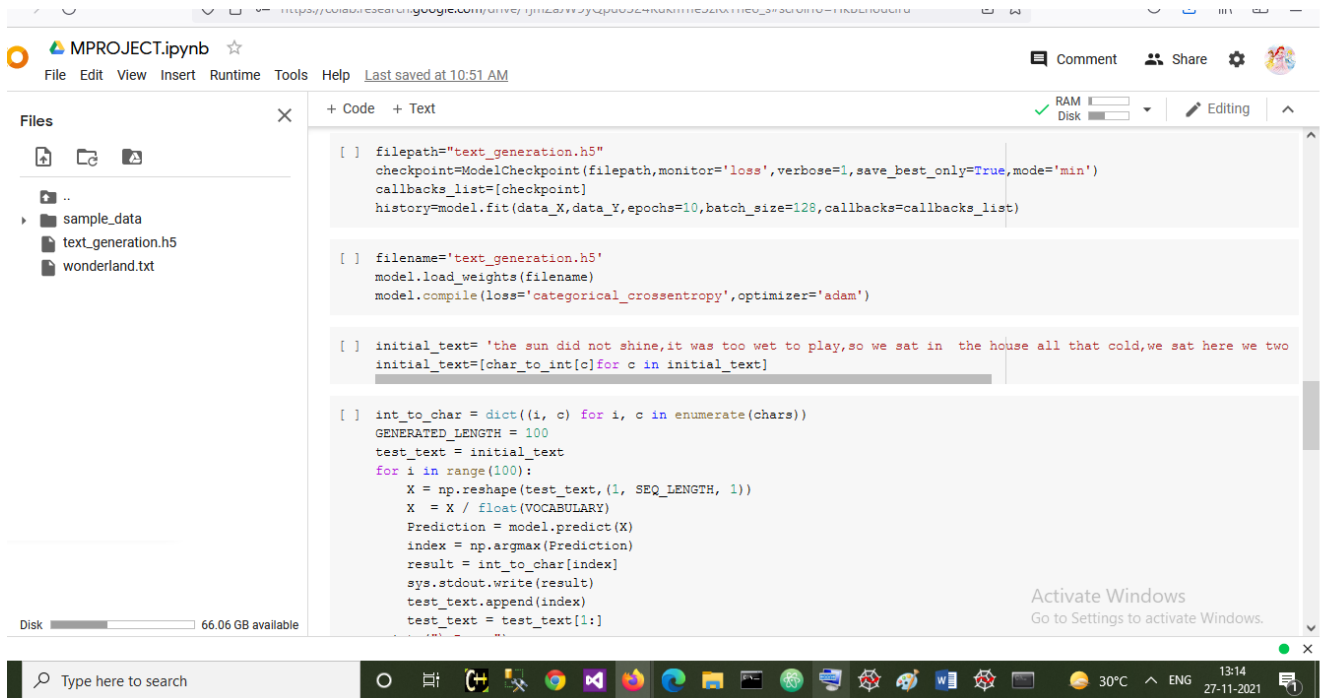 MPROJECT.ipynb
File Edit View Insert Runtime Tools Help Last saved at 10:51 AM
Comment Share
Files
+ Code + Text
RAM
Disk
Editing
..
sample_data
text_generation.h5
wonderland.txt
[ ] filepath="text_generation.h5"
checkpoint=ModelCheckpoint(filepath,monitor='loss',verbose=1,save_best_only=True,mode='min')
callbacks_list=[checkpoint]
history=model.fit(data_X,data_Y,epochs=10,batch_size=128,callbacks=callbacks_list)
[ ] filename='text_generation.h5'
model.load_weights(filename)
model.compile(loss='categorical_crossentropy',optimizer='adam')
[ ] initial_text= 'the sun did not shine,it was too wet to play,so we sat in  the house all that cold,we sat here we two
initial_text=[char_to_int[c]for c in initial_text]
[ ] int_to_char = dict((i, c) for i, c in enumerate(chars))
GENERATED_LENGTH = 100
test_text = initial_text
for i in range(100):
X = np.reshape(test_text,(1, SEQ_LENGTH, 1))
X  = X / float(VOCABULARY)
Prediction = model.predict(X)
index = np.argmax(Prediction)
result = int_to_char[index]
sys.stdout.write(result)
test_text.append(index)
test_text = test_text[1:]
Disk 66.06 GB available
Activate Windows
Go to Settings to activate Windows.
Type here to search
30°C ENG
13:14
27-11-2021